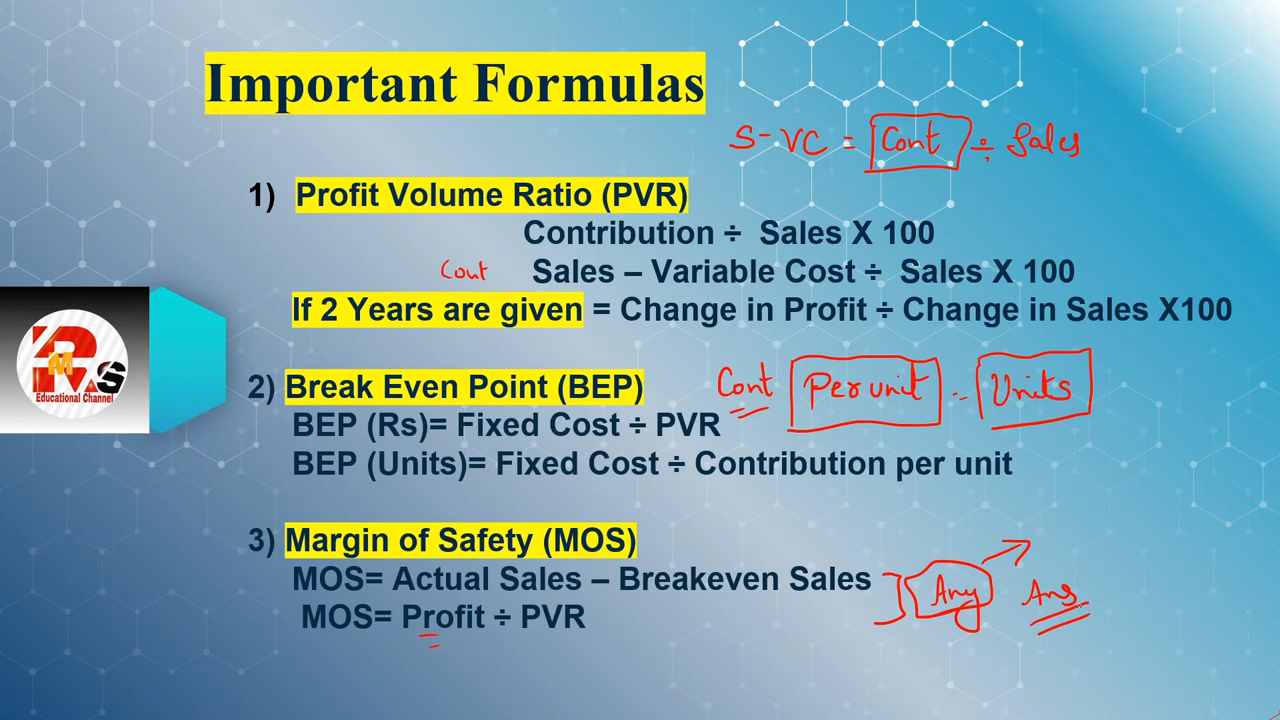 Important Formulas
S - VC = Cont ÷ Sales
1) Profit Volume Ratio (PVR)
Contribution ÷ Sales X 100
Cont Sales – Variable Cost ÷ Sales X 100
If 2 Years are given = Change in Profit ÷ Change in Sales X100
2) Break Even Point (BEP)
Cont Per unit = Units
BEP (Rs)= Fixed Cost ÷ PVR
BEP (Units)= Fixed Cost ÷ Contribution per unit
3) Margin of Safety (MOS)
MOS= Actual Sales – Breakeven Sales
MOS= Profit ÷ PVR
Any Ans
RMS
Educational Channel